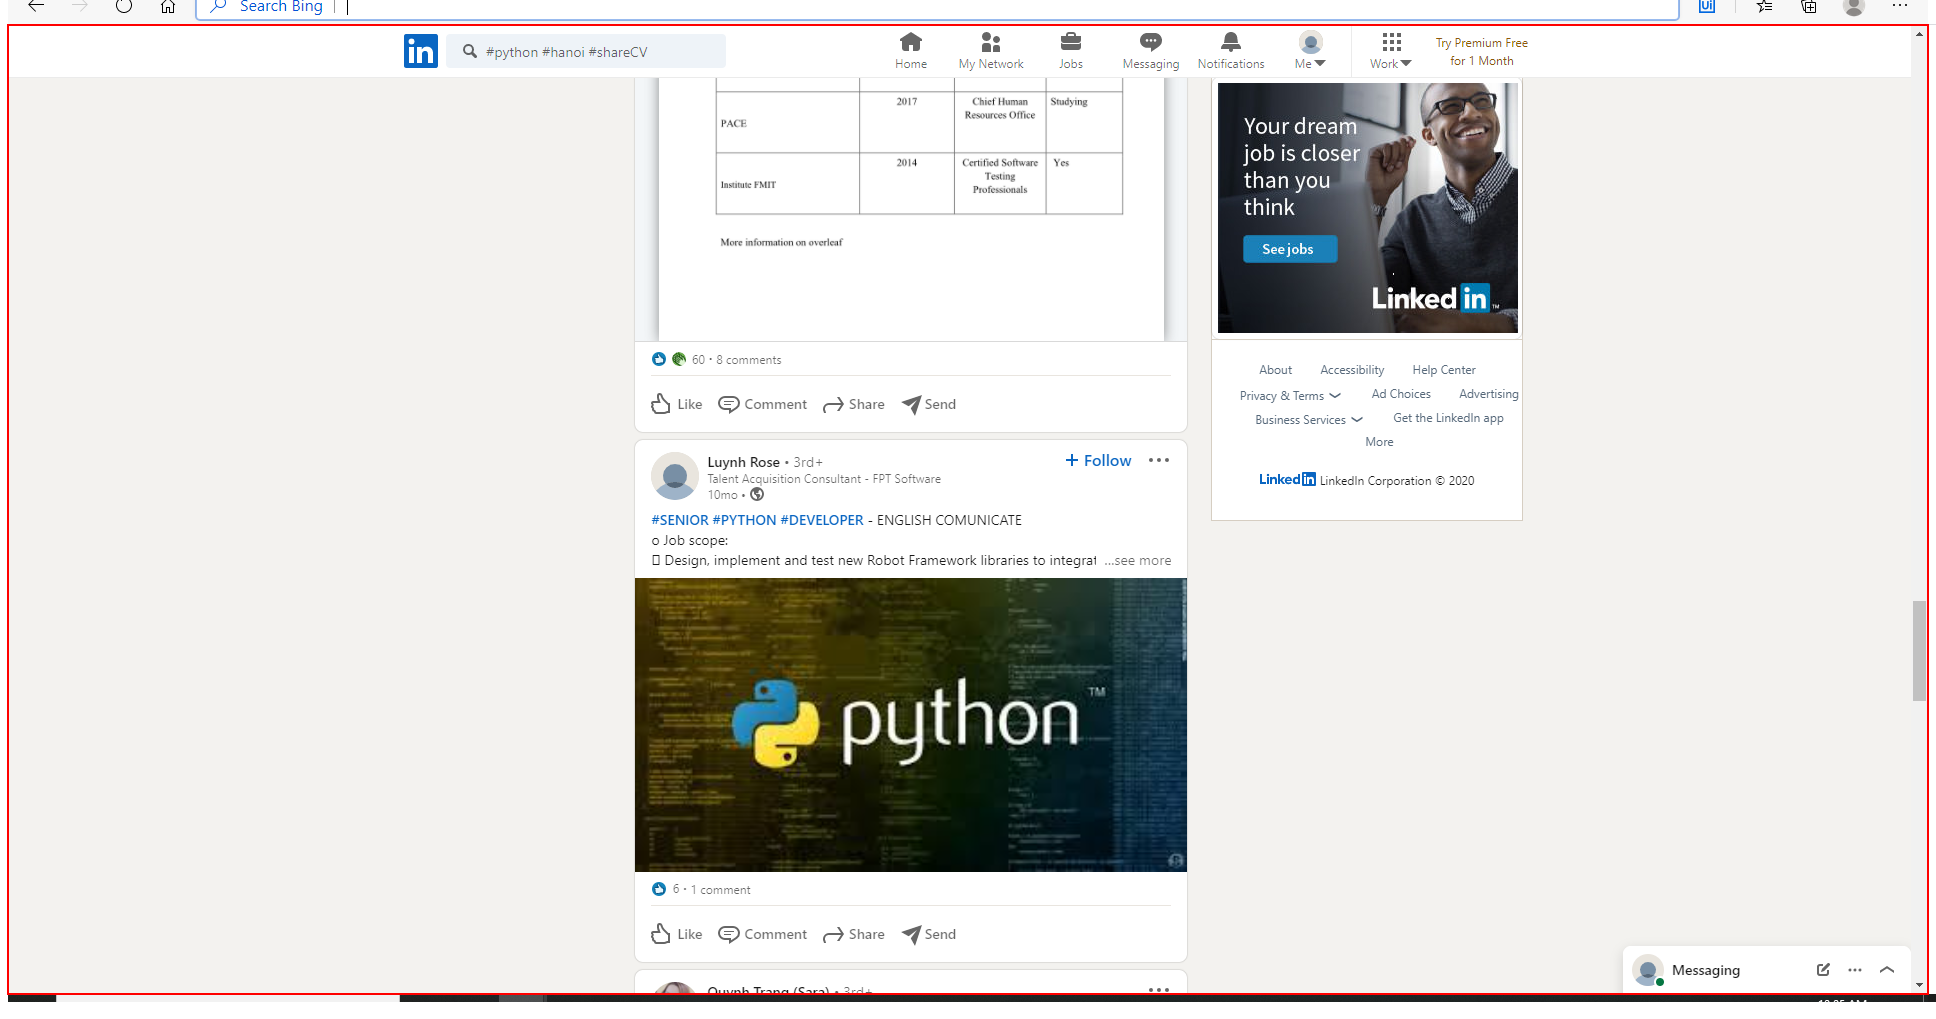 Search Bing
#python #hanoi #shareCV
Home
My Network
Jobs
Messaging
Notifications
Me
Work
Try Premium Free
for 1 Month
2017
Chief Human
Resources Office
Studying
PACE
2014
Certified Software
Testing
Professionals
Yes
Institute FMIT
More information on overleaf
60 • 8 comments
Like
Comment
Share
Send
Luynh Rose • 3rd+
+ Follow
Talent Acquisition Consultant - FPT Software
10mo •
#SENIOR #PYTHON #DEVELOPER - ENGLISH COMUNICATE
o Job scope:
Design, implement and test new Robot Framework libraries to integrat ...see more
python TM
6 • 1 comment
Like
Comment
Share
Send
Quynh Trang (Sara) • 3rd+
Your dream
job is closer
than you
think
See jobs
Linked in TM
About
Accessibility
Help Center
Privacy & Terms
Ad Choices
Advertising
Business Services
Get the LinkedIn app
More
Linked in LinkedIn Corporation © 2020
Messaging